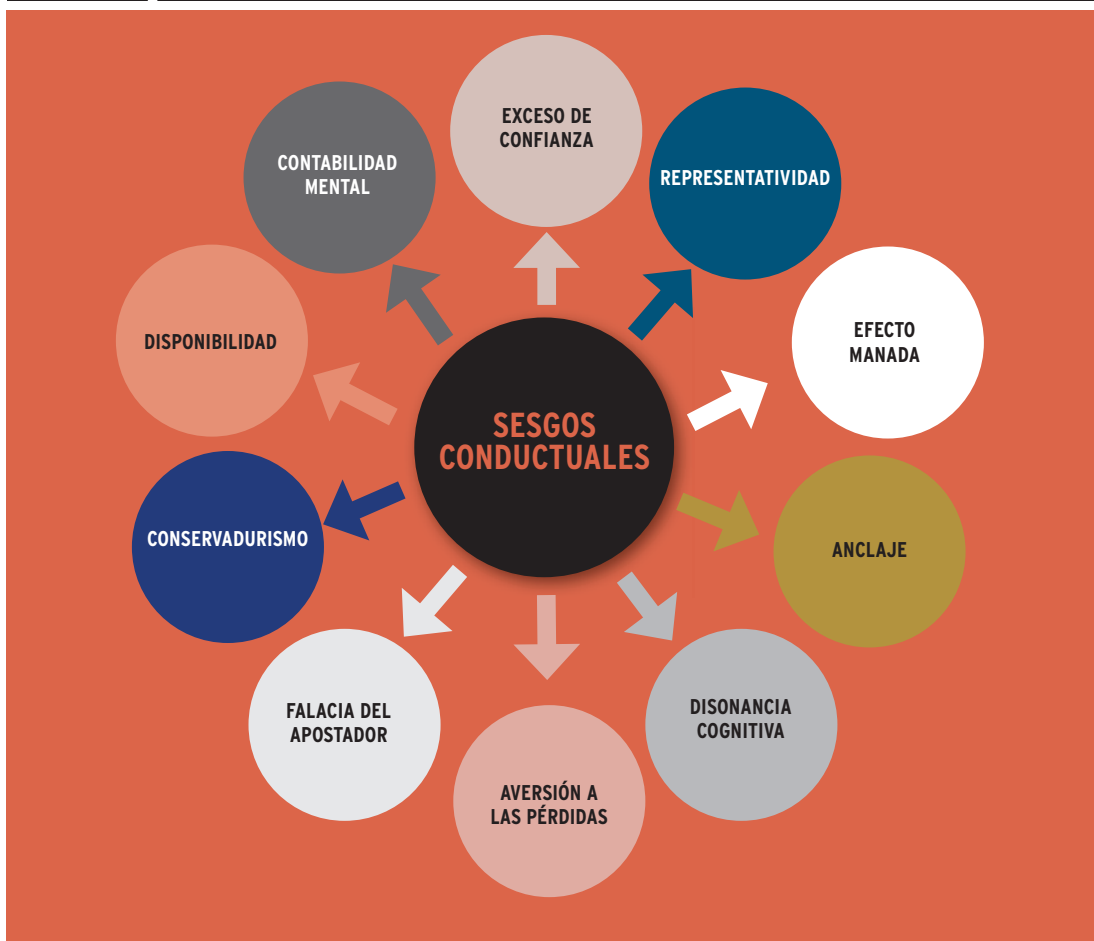 EXCESO DE
CONFIANZA
REPRESENTATIVIDAD
EFECTO
MANADA
ANCLAJE
DISONANCIA
COGNITIVA
AVERSIÓN A
LAS PÉRDIDAS
FALACIA DEL
APOSTADOR
CONSERVADURISMO
DISPONIBILIDAD
CONTABILIDAD
MENTAL
SESGOS
CONDUCTUALES